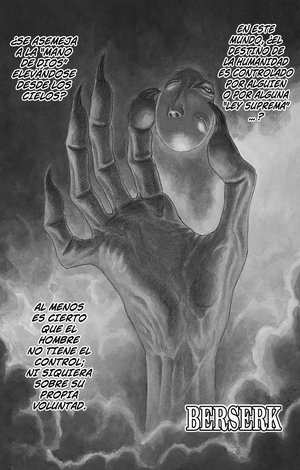 EN ESTE
MUNDO, ¿EL
DESTINO DE
LA HUMANIDAD
ES CONTROLADO
POR ALGUIEN
O POR ALGUNA
"LEY SUPREMA"
... ?
¿SE ASEMEJA
A LA "MANO
DE DIOS"
ELEVÁNDOSE
DESDE LOS
CIELOS?
AL MENOS
ES CIERTO
QUE EL
HOMBRE
NO TIENE EL
CONTROL;
NI SIQUIERA
SOBRE SU
PROPIA
VOLUNTAD.
BERSERK